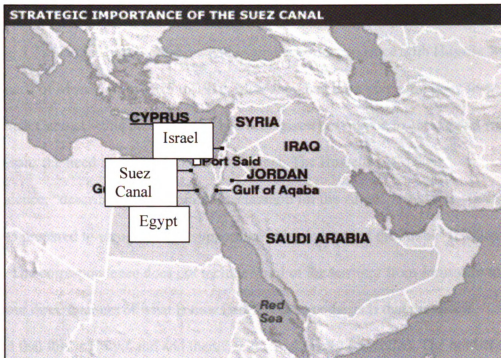 STRATEGIC IMPORTANCE OF THE SUEZ CANAL
CYPRUS
SYRIA
Israel
IRAQ
Port Said
JORDAN
Suez
Canal
Gulf of Aqaba
Egypt
SAUDI ARABIA
Red
Sea